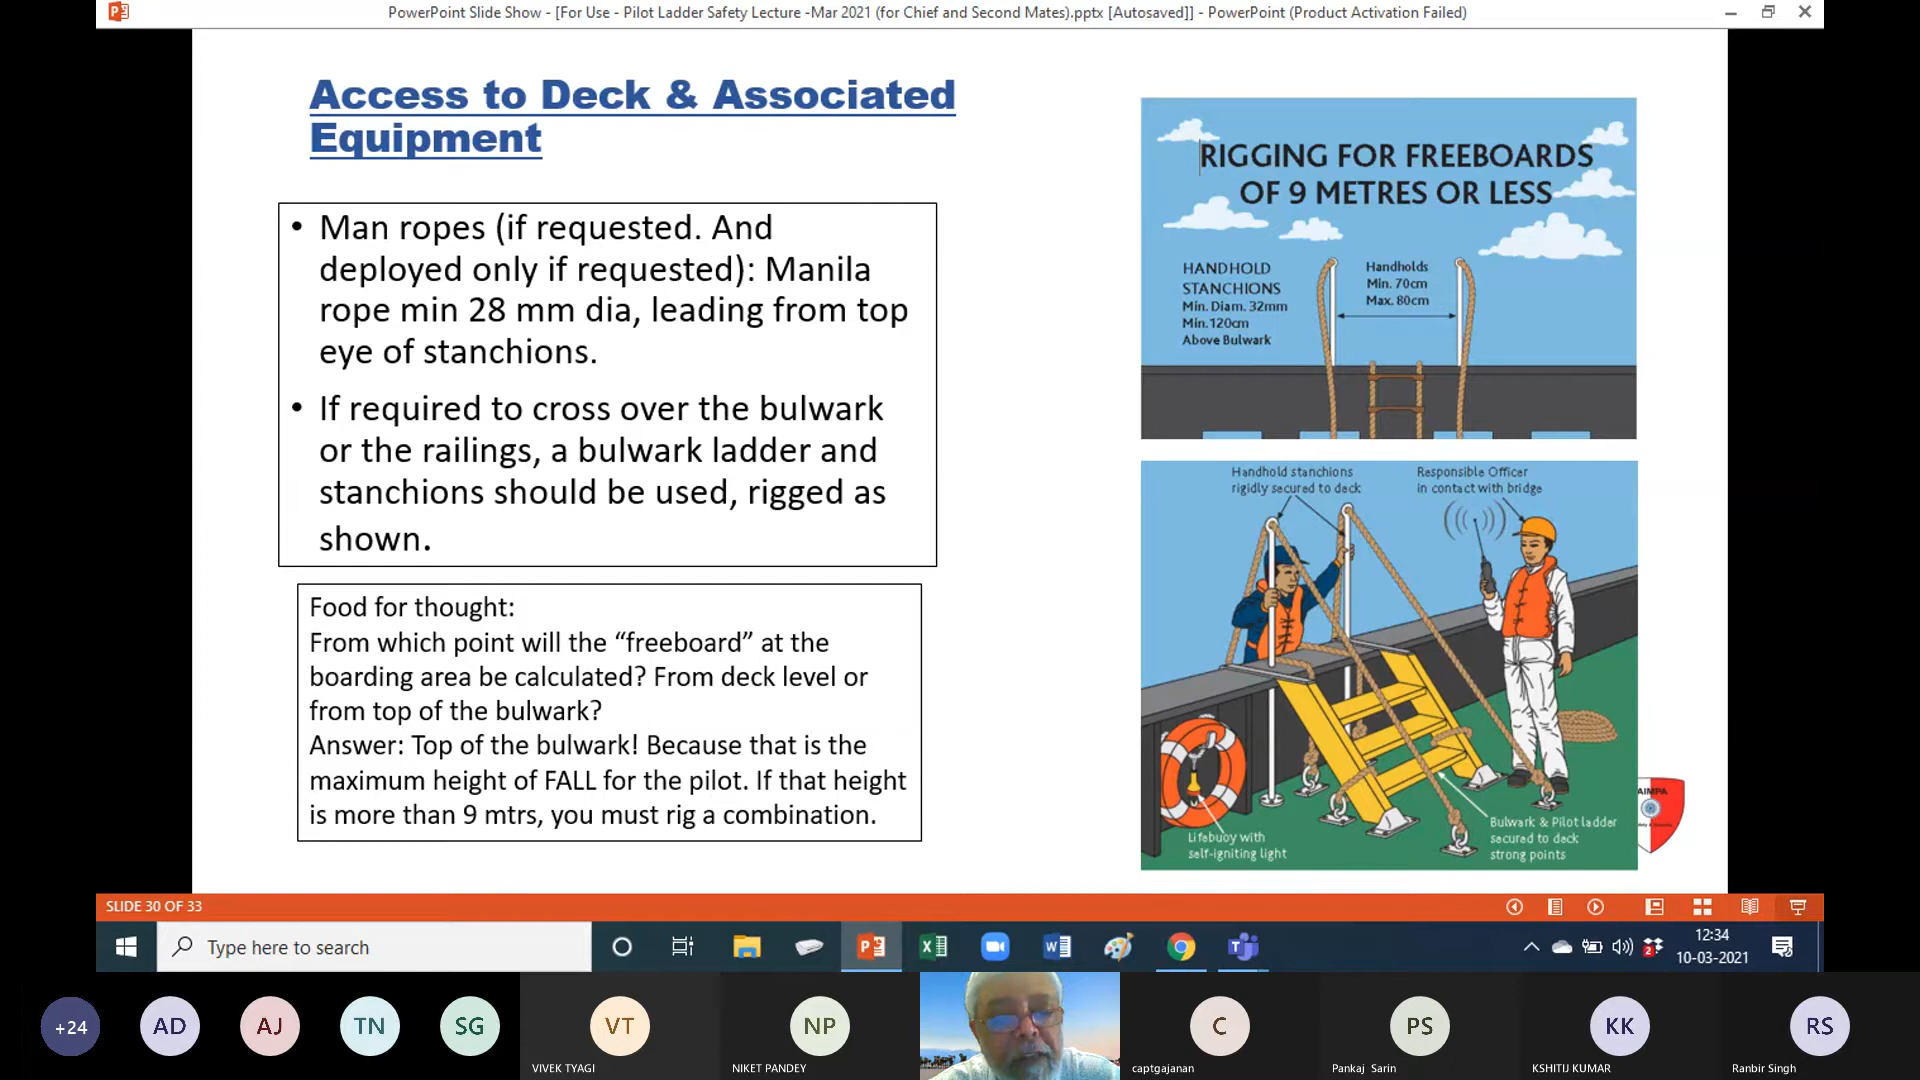 PowerPoint Slide Show - [For Use - Pilot Ladder Safety Lecture -Mar 2021 (for Chief and Second Mates).pptx [Autosaved]] - PowerPoint (Product Activation Failed)
Access to Deck & Associated
Equipment
• Man ropes (if requested. And
deployed only if requested): Manila
rope min 28 mm dia, leading from top
eye of stanchions.
• If required to cross over the bulwark
or the railings, a bulwark ladder and
stanchions should be used, rigged as
shown.
Food for thought:
From which point will the “freeboard” at the
boarding area be calculated? From deck level or
from top of the bulwark?
Answer: Top of the bulwark! Because that is the
maximum height of FALL for the pilot. If that height
is more than 9 mtrs, you must rig a combination.
RIGGING FOR FREEBOARDS
OF 9 METRES OR LESS
HANDHOLD
STANCHIONS
Min. Diam. 32mm
Min. 120cm
Above Bulwark
Handholds
Min. 70cm
Max. 80cm
Handhold stanchions
rigidly secured to deck
Responsible Officer
in contact with bridge
Lifebuoy with
self-igniting light
Bulwark & Pilot ladder
secured to deck
strong points
AIMPA
SLIDE 30 OF 33
Type here to search
12:34
10-03-2021
2
+24
AD
AJ
TN
SG
VT
VIVEK TYAGI
NP
NIKET PANDEY
C
captgajanan
PS
Pankaj Sarin
KK
KSHITIJ KUMAR
RS
Ranbir Singh